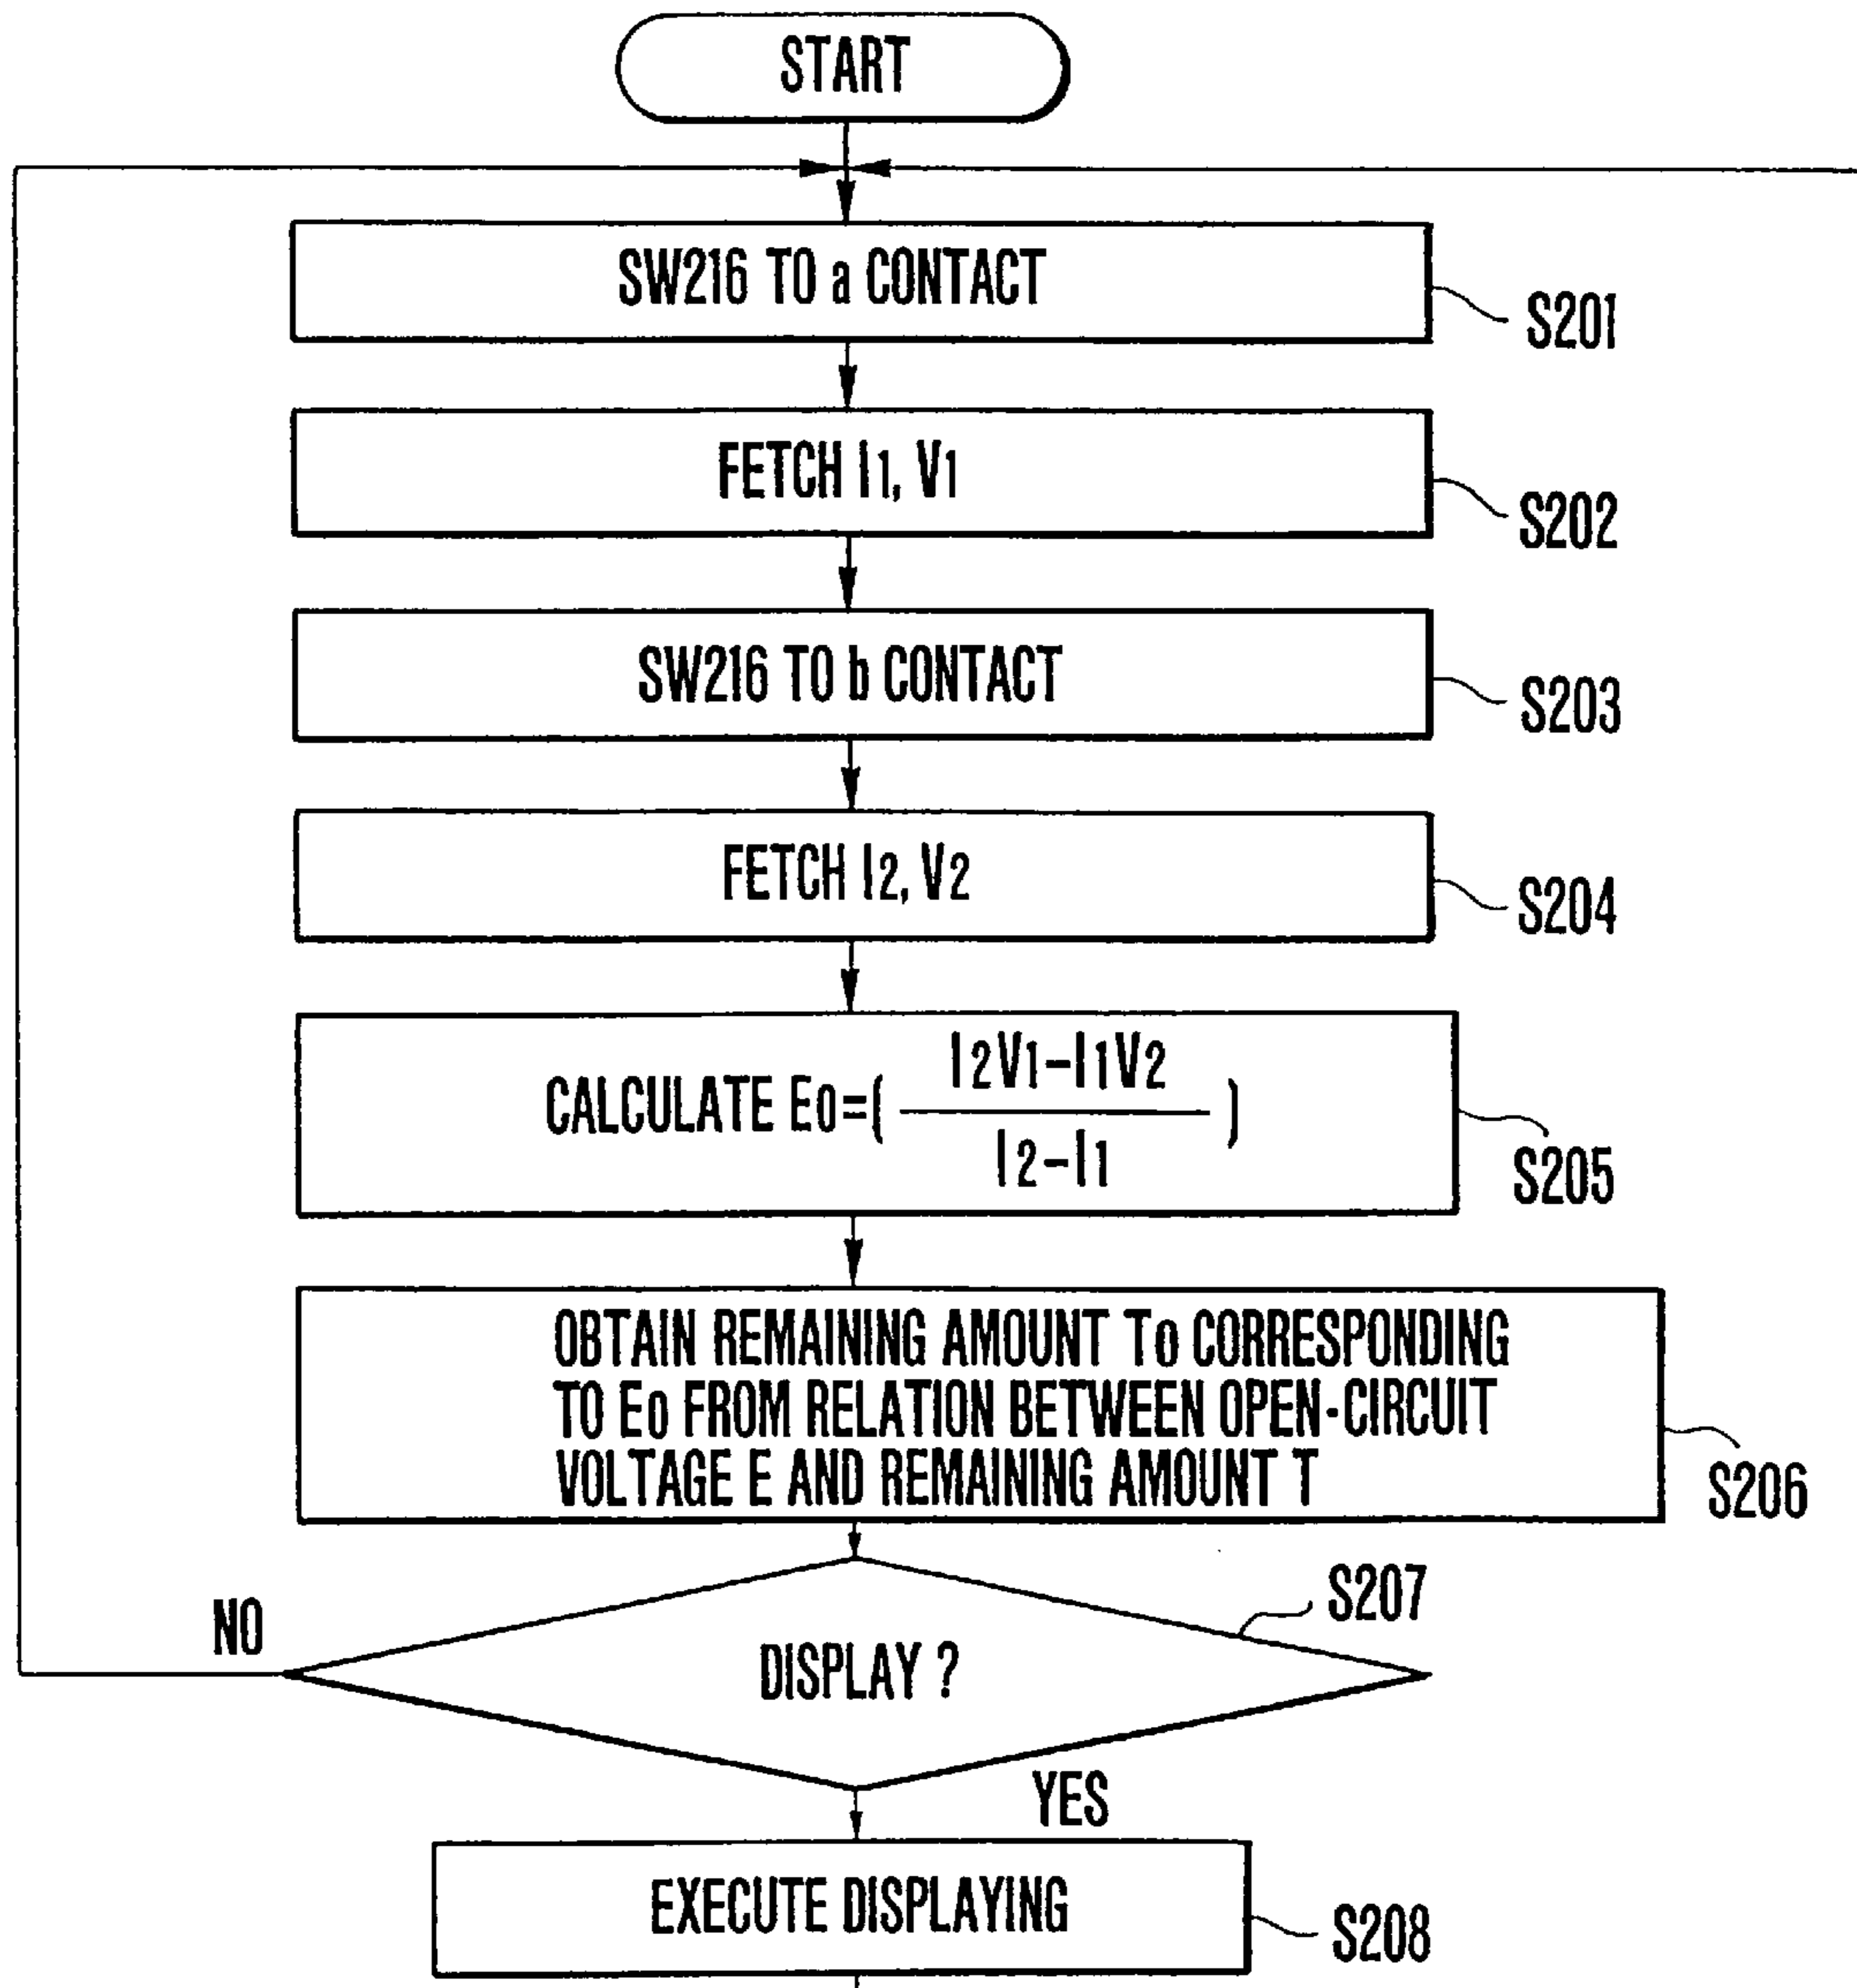 START
SW216 TO a CONTACT
S201
FETCH I1, V1
S202
SW216 TO b CONTACT
S203
FETCH I2, V2
S204
CALCULATE E0=( I2V1-I1V2 / I2-I1 )
S205
OBTAIN REMAINING AMOUNT T0 CORRESPONDING
TO E0 FROM RELATION BETWEEN OPEN-CIRCUIT
VOLTAGE E AND REMAINING AMOUNT T
S206
S207
NO
DISPLAY ?
YES
EXECUTE DISPLAYING
S208